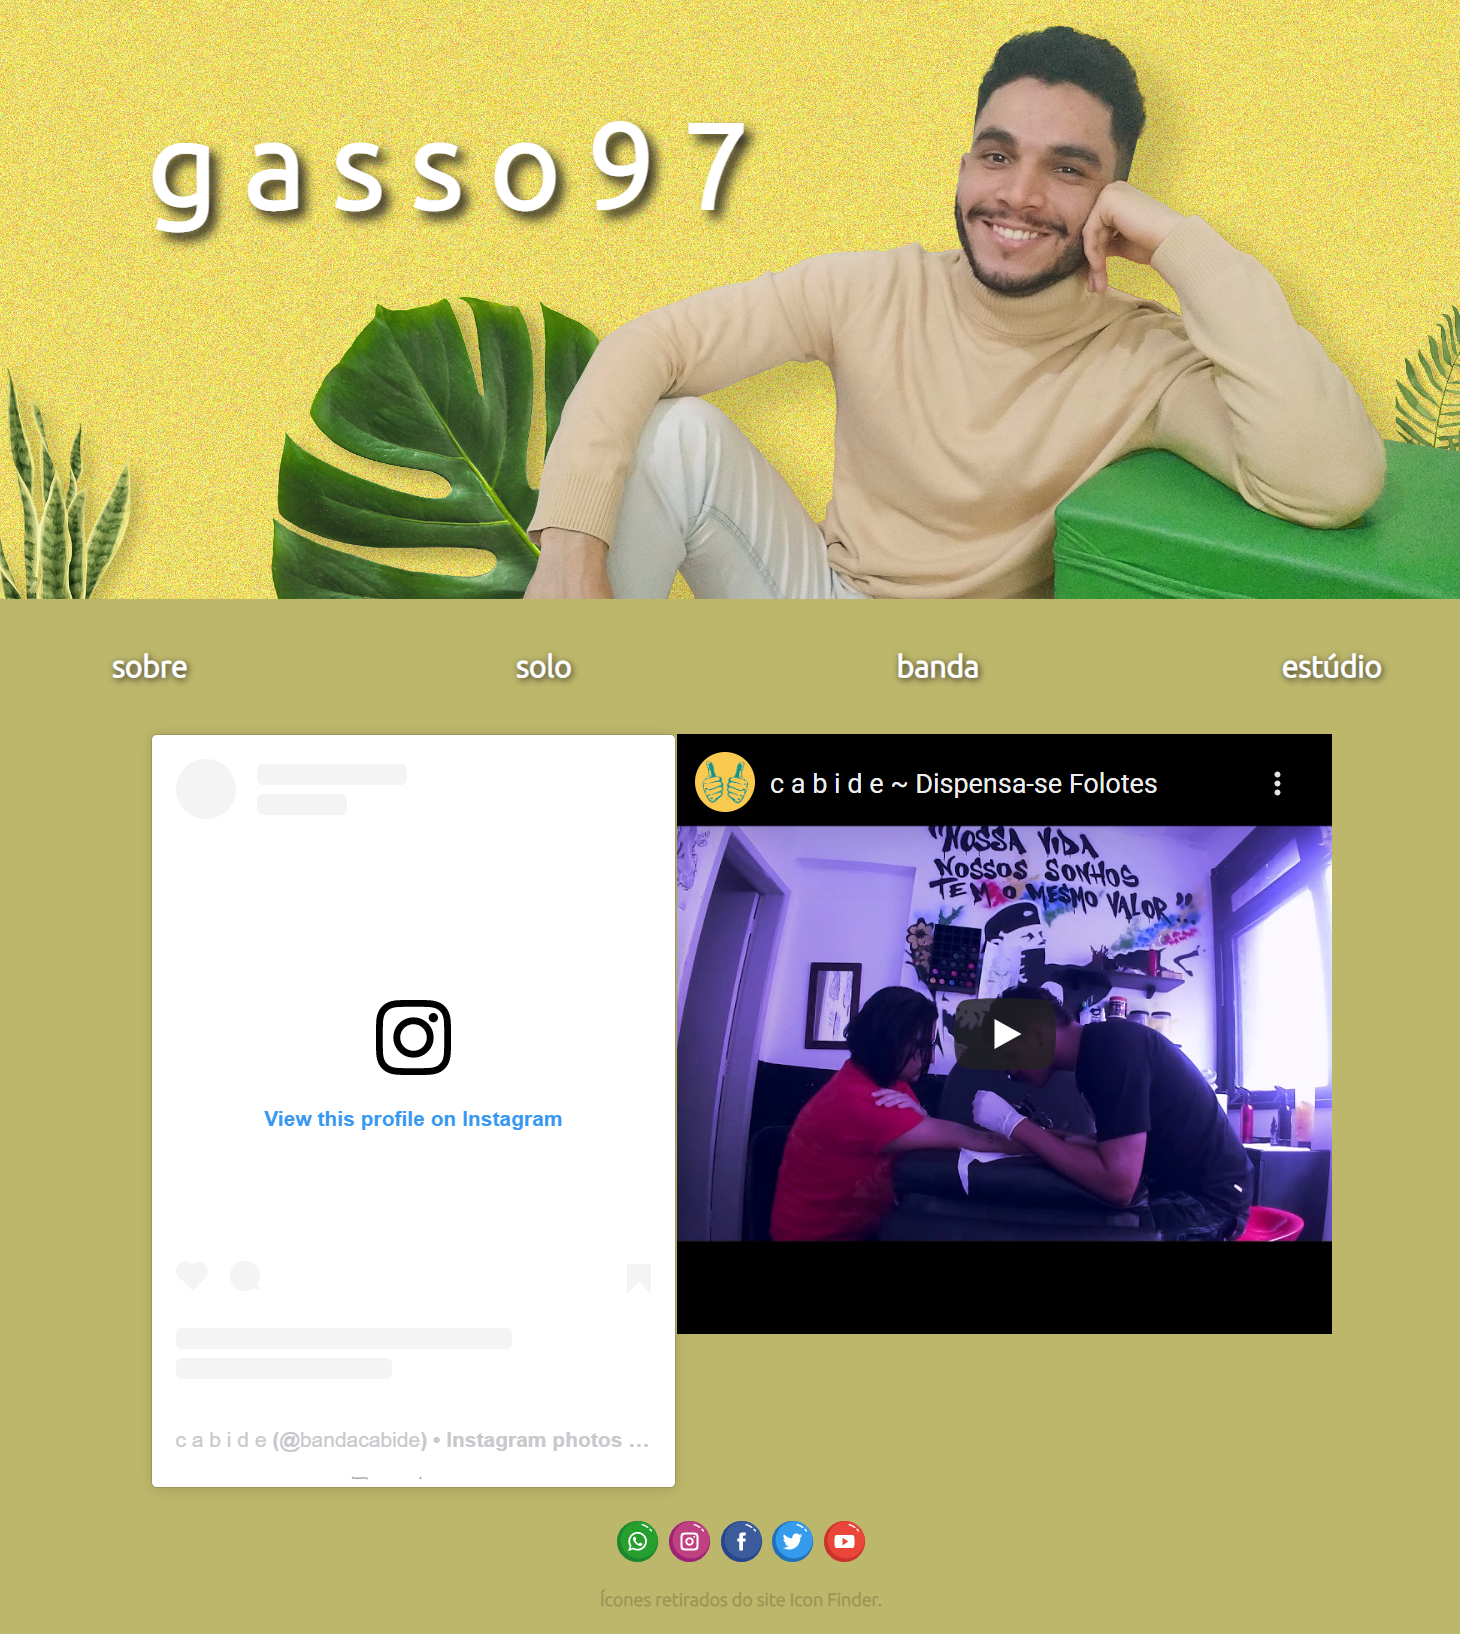 gasso97
sobre
solo
banda
estúdio
View this profile on Instagram
c a b i d e (@bandacabide) • Instagram photos ...
c a b i d e ~ Dispensa-se Folotes
"NOSSA VIDA
NOSSOS SONHOS
TEM O MESMO VALOR"..
Ícones retirados do site Icon Finder.